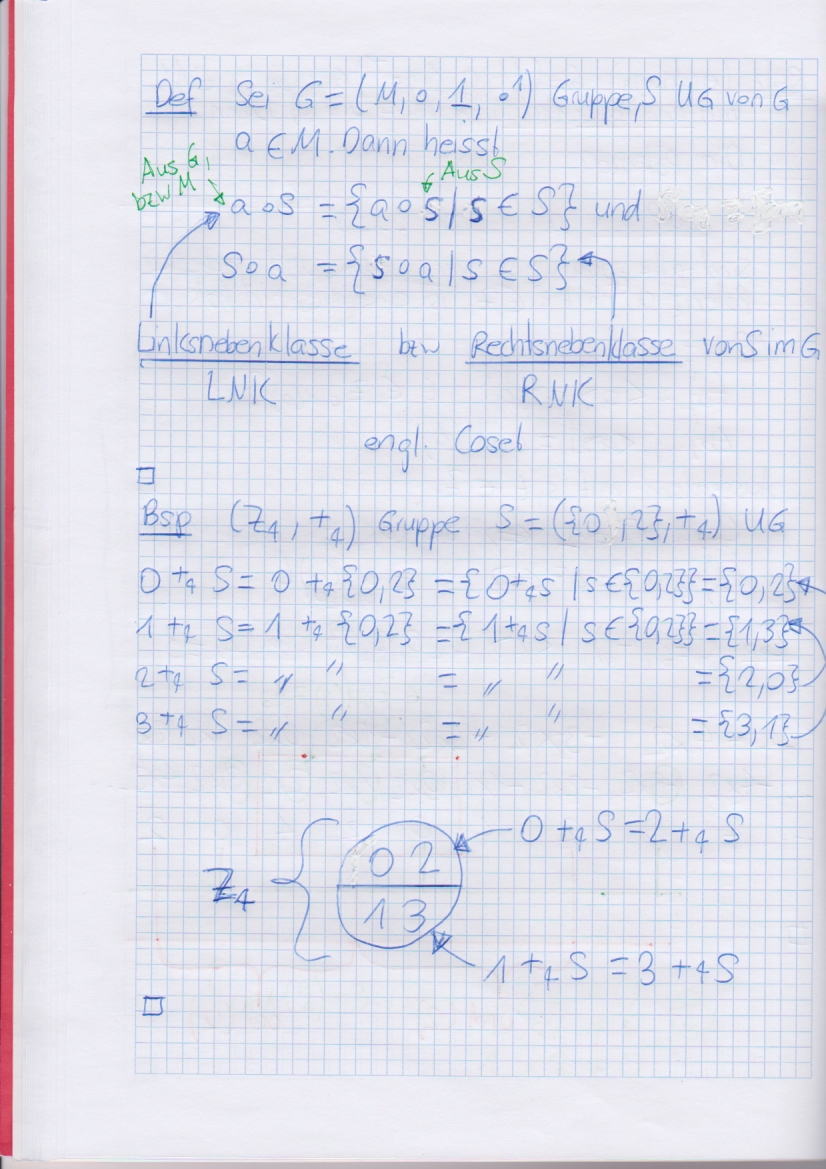 Def Sei G = (M, ∘, 1, ∘¹) Gruppe, S UG von G
a ∈ M. Dann heisst
Aus G,
bzw M
Aus S
a ∘ S = {a ∘ s | s ∈ S} und
S ∘ a = {s ∘ a | s ∈ S}
Linksnebenklasse bzw Rechtsnebenklasse von S im G
LNK RNK
engl. Coset
Bsp (Z₄, +₄) Gruppe S = ({0, 2}, +₄) UG
0 +₄ S = 0 +₄ {0,2} = {0 +₄ s | s ∈ {0,2}} = {0,2}
1 +₄ S = 1 +₄ {0,2} = {1 +₄ s | s ∈ {0,2}} = {1,3}
2 +₄ S = „ " = „ " = {2,0}
3 +₄ S = „ " = „ " = {3,1}
0 +₄ S = 2 +₄ S
0 2
Z₄
1 3
1 +₄ S = 3 +₄ S